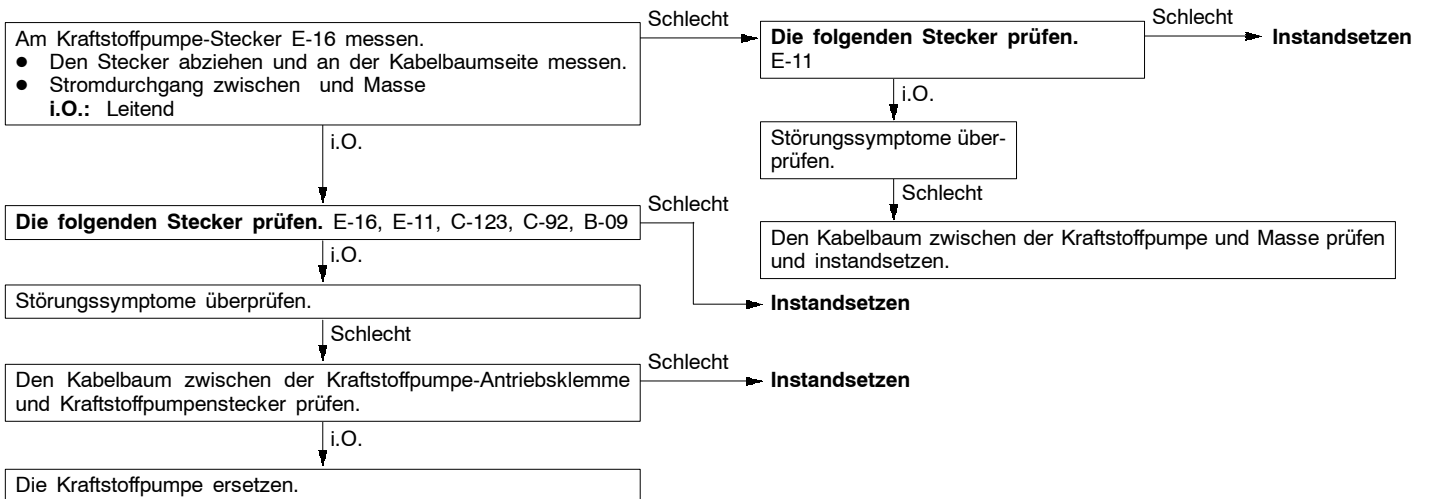 Am Kraftstoffpumpe-Stecker E-16 messen.
● Den Stecker abziehen und an der Kabelbaumseite messen.
● Stromdurchgang zwischen und Masse
i.O.: Leitend
Schlecht
Die folgenden Stecker prüfen.
E-11
Schlecht
Instandsetzen
i.O.
Störungssymptome über-
prüfen.
Schlecht
Den Kabelbaum zwischen der Kraftstoffpumpe und Masse prüfen
und instandsetzen.
i.O.
Die folgenden Stecker prüfen. E-16, E-11, C-123, C-92, B-09
Schlecht
Instandsetzen
i.O.
Störungssymptome überprüfen.
Schlecht
Den Kabelbaum zwischen der Kraftstoffpumpe-Antriebsklemme
und Kraftstoffpumpenstecker prüfen.
Schlecht
Instandsetzen
i.O.
Die Kraftstoffpumpe ersetzen.